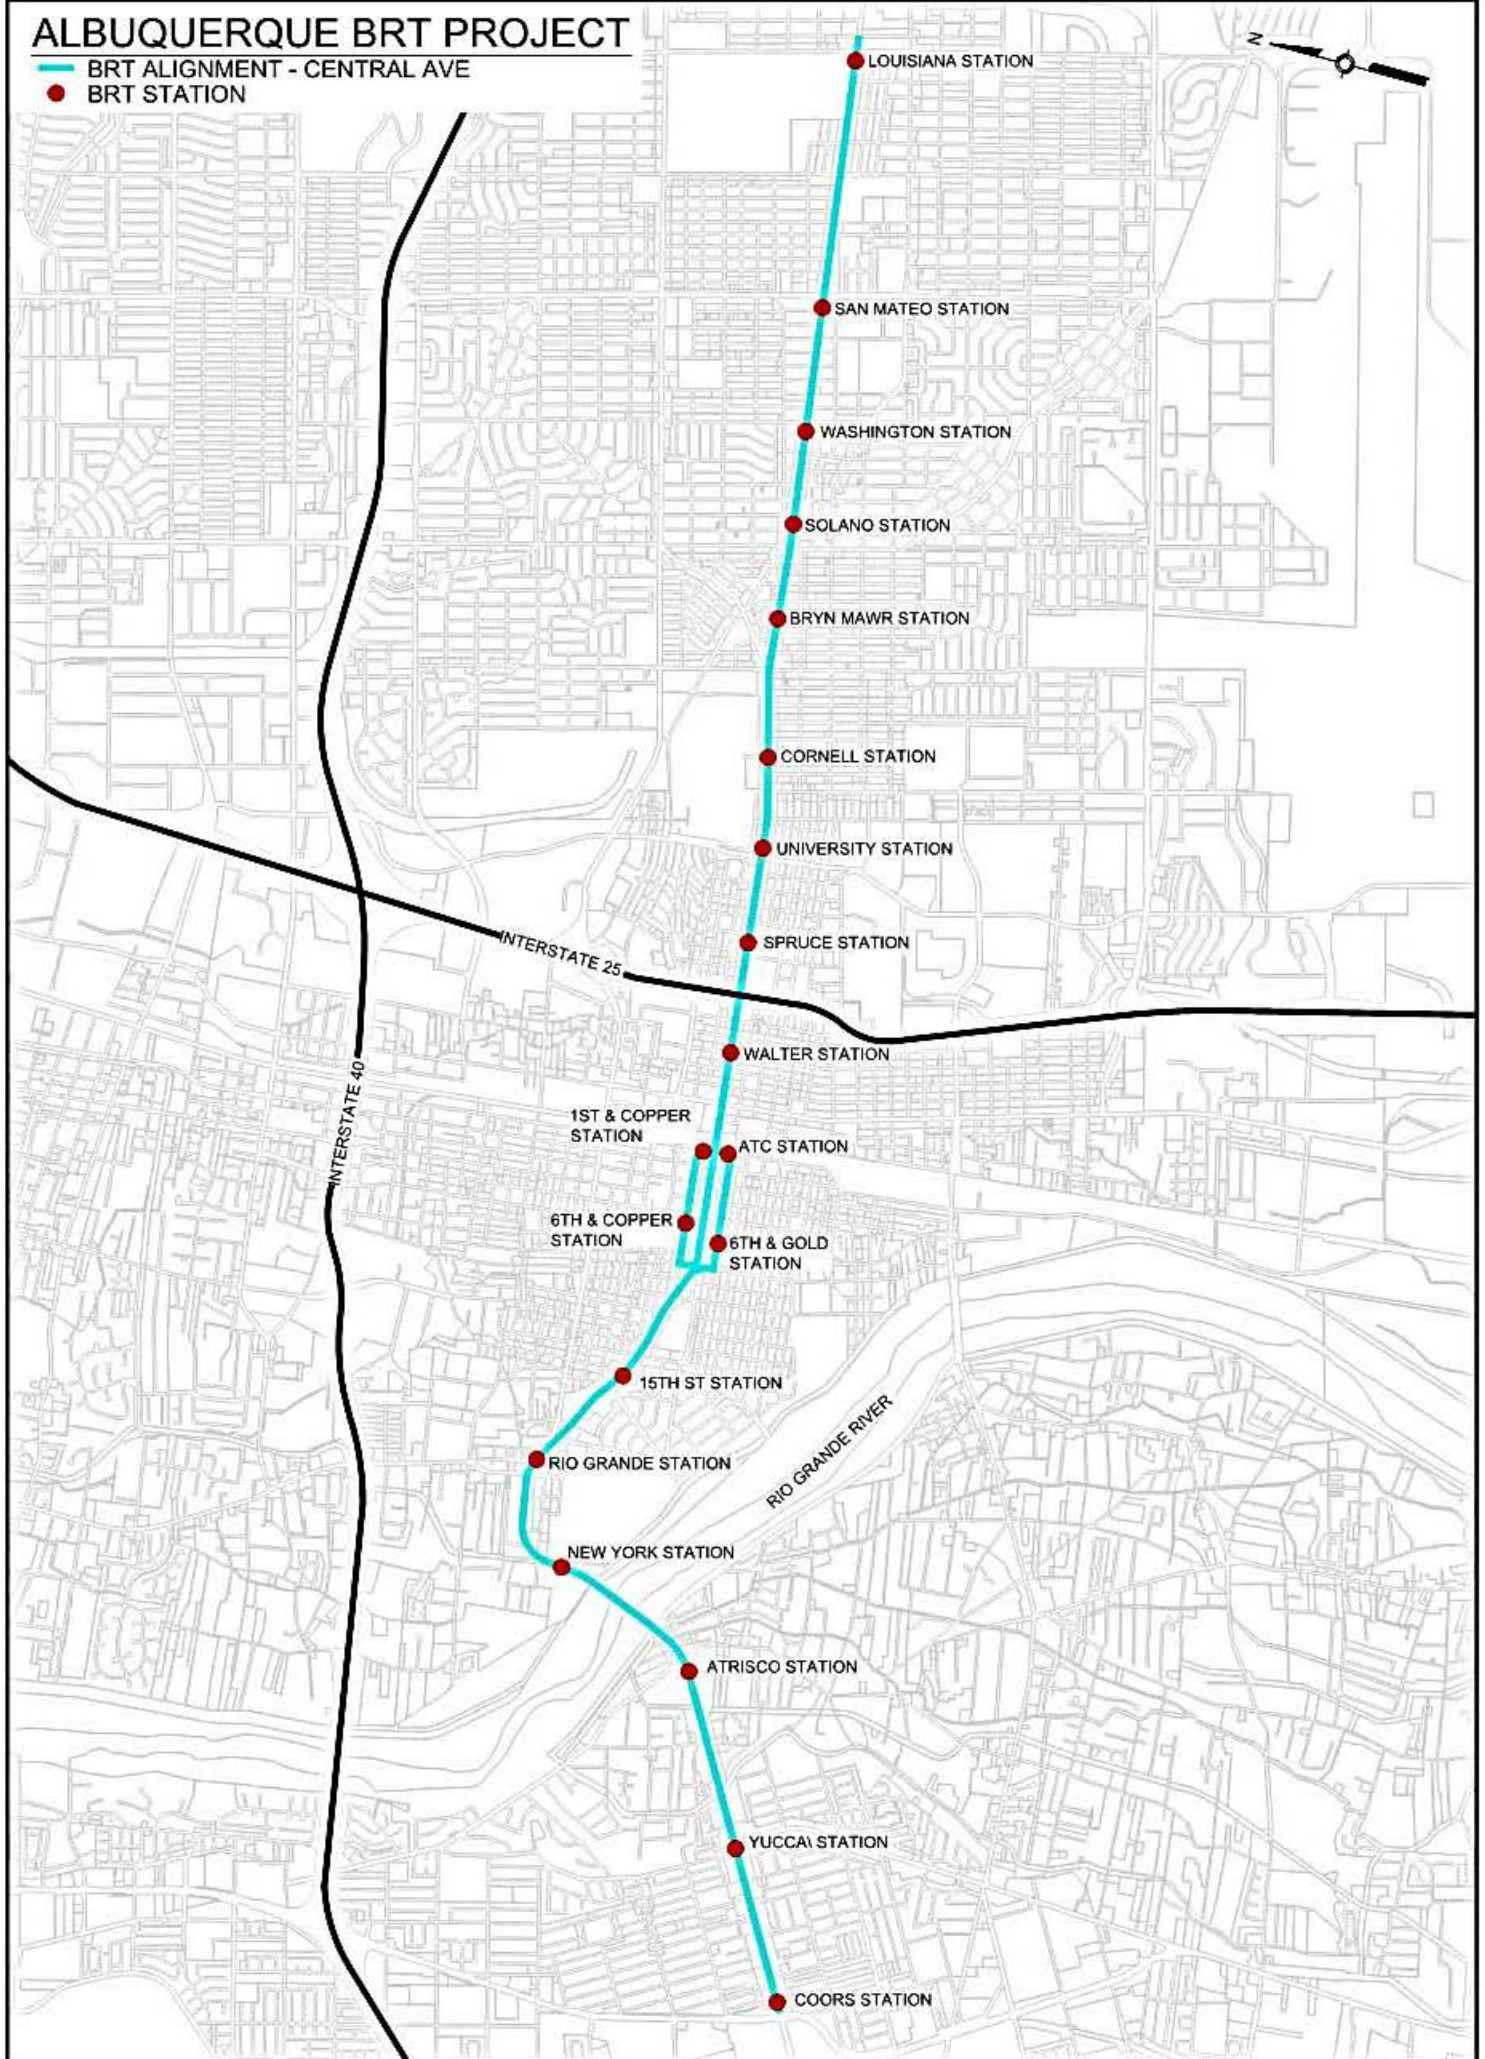 ALBUQUERQUE BRT PROJECT
BRT ALIGNMENT - CENTRAL AVE
BRT STATION
N
LOUISIANA STATION
SAN MATEO STATION
WASHINGTON STATION
SOLANO STATION
BRYN MAWR STATION
CORNELL STATION
UNIVERSITY STATION
SPRUCE STATION
INTERSTATE 25
WALTER STATION
INTERSTATE 40
1ST & COPPER
STATION
ATC STATION
6TH & COPPER
STATION
6TH & GOLD
STATION
15TH ST STATION
RIO GRANDE RIVER
RIO GRANDE STATION
NEW YORK STATION
ATRISCO STATION
YUCCA\ STATION
COORS STATION